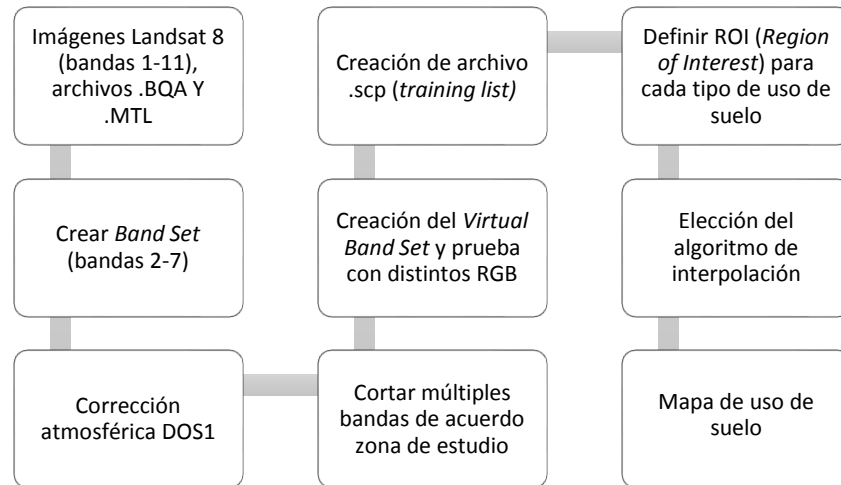 Imágenes Landsat 8
(bandas 1-11),
archivos .BQA Y
.MTL
Crear Band Set
(bandas 2-7)
Corrección
atmosférica DOS1
Cortar múltiples
bandas de acuerdo
zona de estudio
Creación del Virtual
Band Set y prueba
con distintos RGB
Creación de archivo
.scp (training list)
Definir ROI (Region
of Interest) para
cada tipo de uso de
suelo
Elección del
algoritmo de
interpolación
Mapa de uso de
suelo